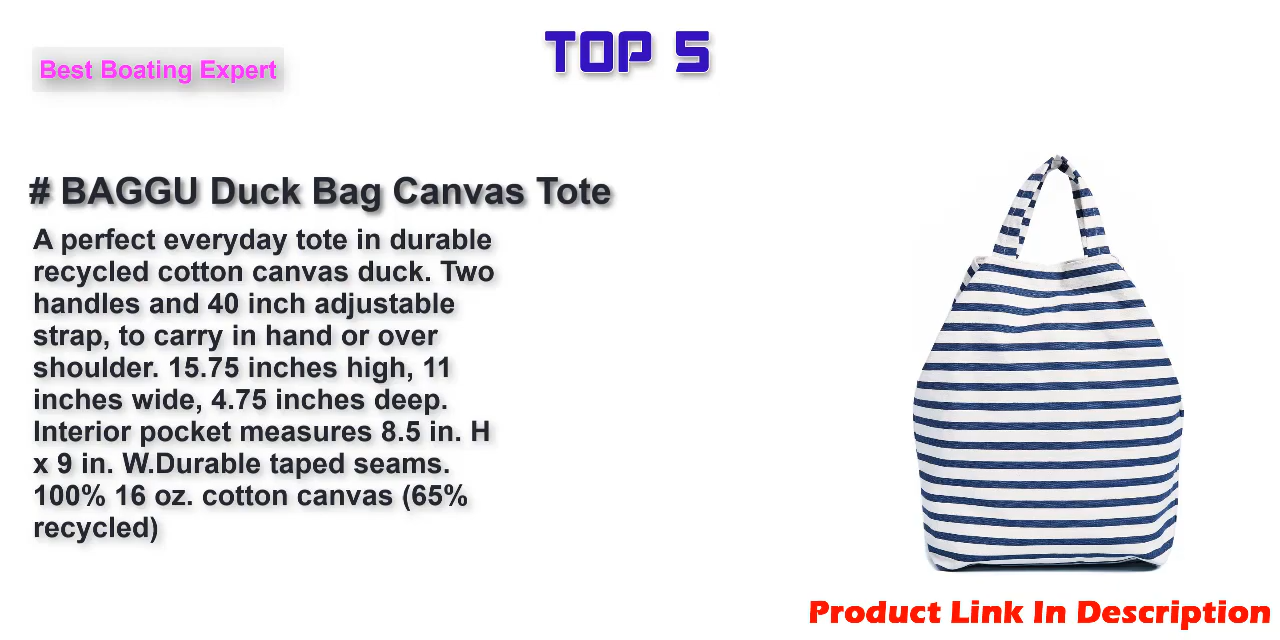 TOP 5
Best Boating Expert
# BAGGU Duck Bag Canvas Tote
A perfect everyday tote in durable
recycled cotton canvas duck. Two
handles and 40 inch adjustable
strap, to carry in hand or over
shoulder. 15.75 inches high, 11
inches wide, 4.75 inches deep.
Interior pocket measures 8.5 in. H
x 9 in. W.Durable taped seams.
100% 16 oz. cotton canvas (65%
recycled)
Product Link In Description